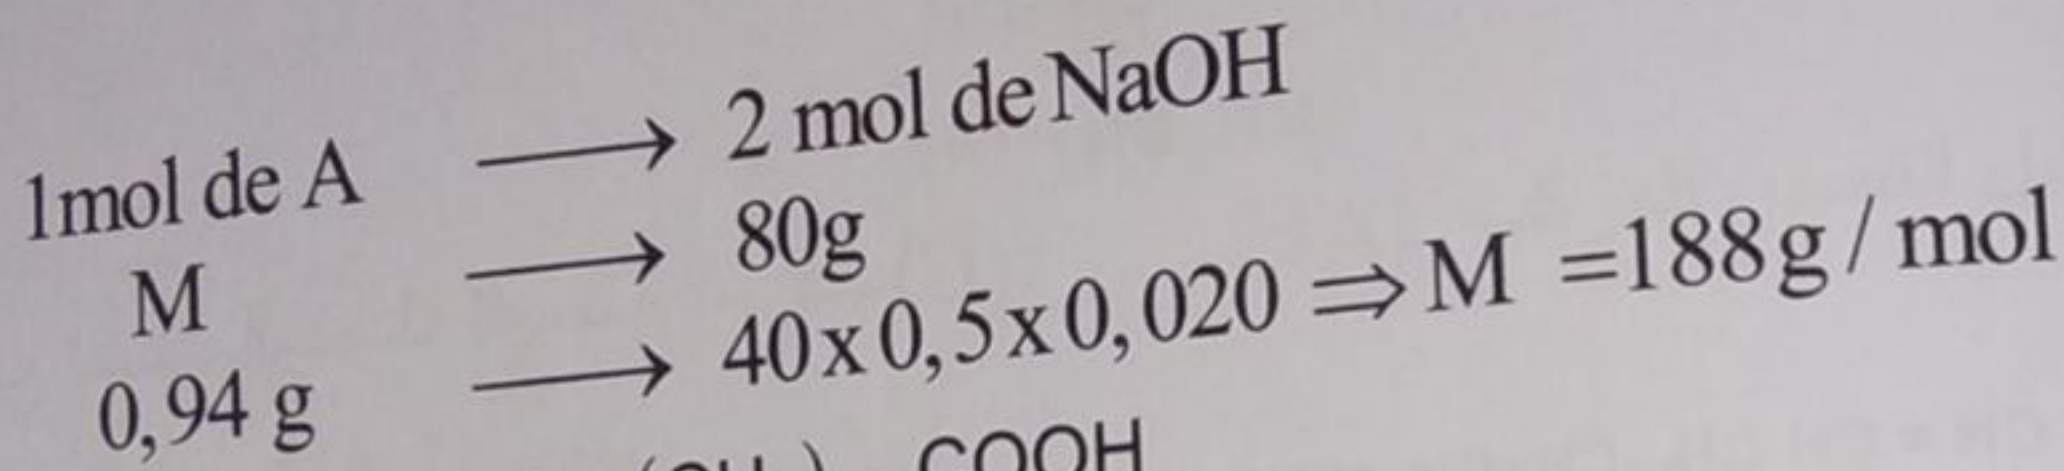 1mol de A ⟶ 2 mol de NaOH
M ⟶ 80g
0,94 g ⟶ 40x0,5x0,020 ⇒ M =188g / mol
COOH